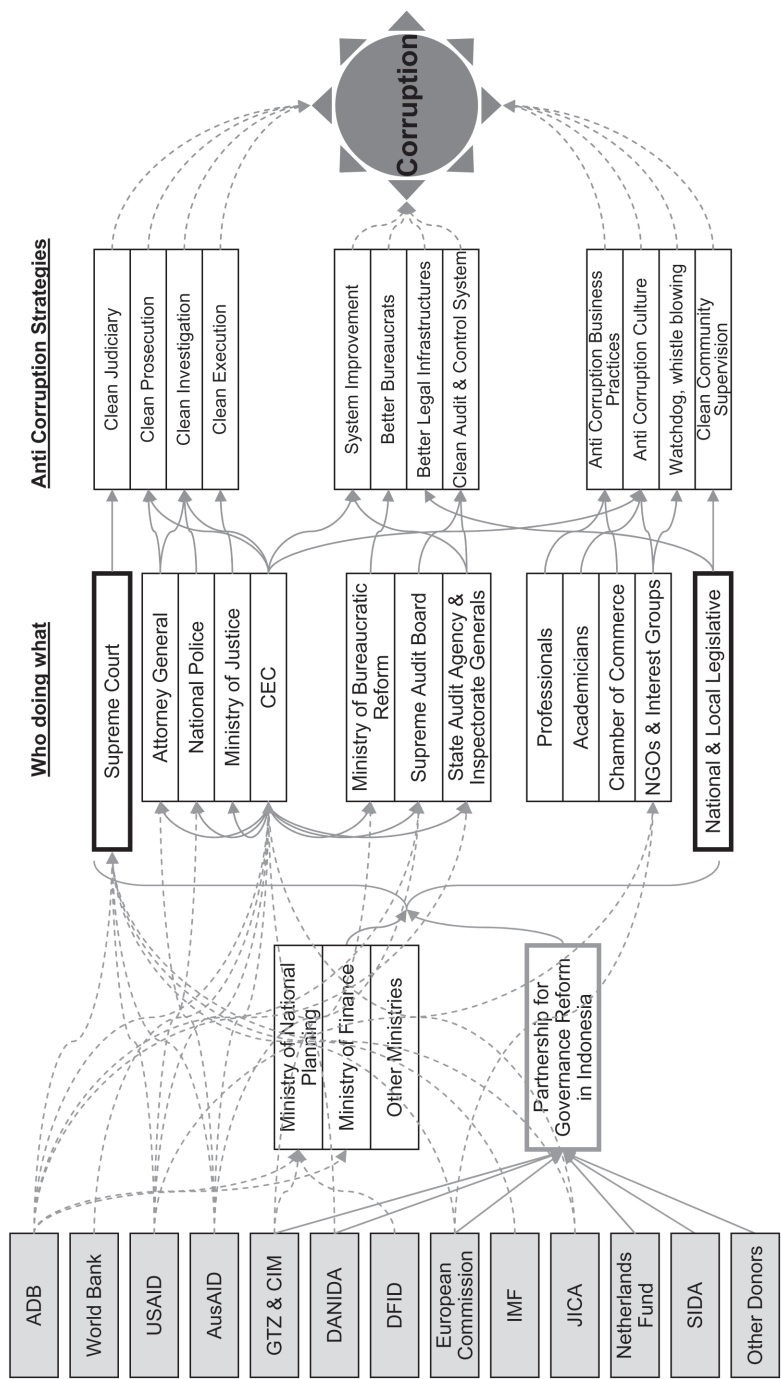 ADB
World Bank
USAID
AusAID
GTZ & CIM
DANIDA
DFID
European
Commission
IMF
JICA
Netherlands
Fund
SIDA
Other Donors
Ministry of National
Planning
Ministry of Finance
Other Ministries
Partnership for
Governance Reform
in Indonesia
Who doing what
Supreme Court
Attorney General
National Police
Ministry of Justice
CEC
Ministry of Bureaucratic
Reform
Supreme Audit Board
State Audit Agency &
Inspectorate Generals
Professionals
Academicians
Chamber of Commerce
NGOs & Interest Groups
National & Local Legislative
Anti Corruption Strategies
Clean Judiciary
Clean Prosecution
Clean Investigation
Clean Execution
System Improvement
Better Bureaucrats
Better Legal Infrastructures
Clean Audit & Control System
Anti Corruption Business
Practices
Anti Corruption Culture
Watchdog, whistle blowing
Clean Community
Supervision
Corruption